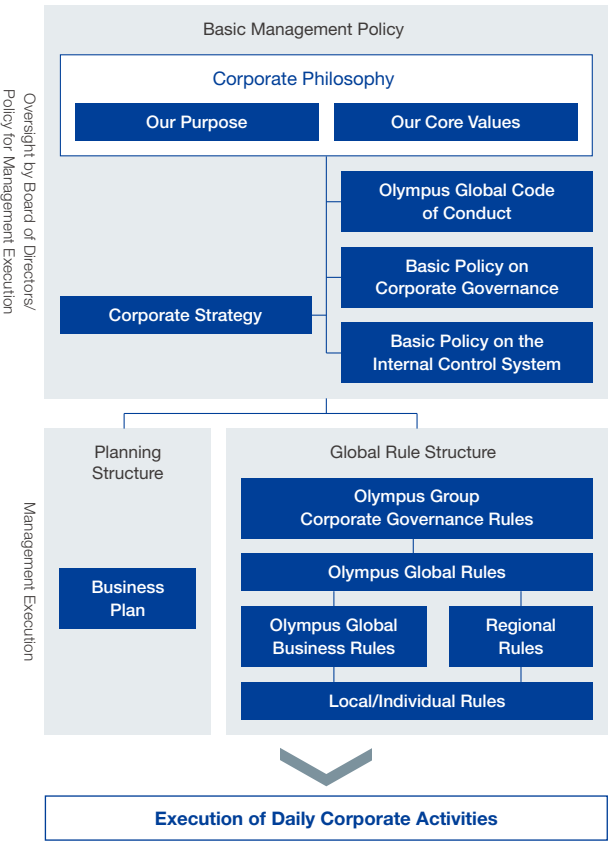 Basic Management Policy
Corporate Philosophy
Our Purpose
Our Core Values
Oversight by Board of Directors/
Policy for Management Execution
Olympus Global Code
of Conduct
Basic Policy on
Corporate Governance
Corporate Strategy
Basic Policy on the
Internal Control System
Planning
Structure
Global Rule Structure
Management Execution
Business
Plan
Olympus Group
Corporate Governance Rules
Olympus Global Rules
Olympus Global
Business Rules
Regional
Rules
Local/Individual Rules
Execution of Daily Corporate Activities